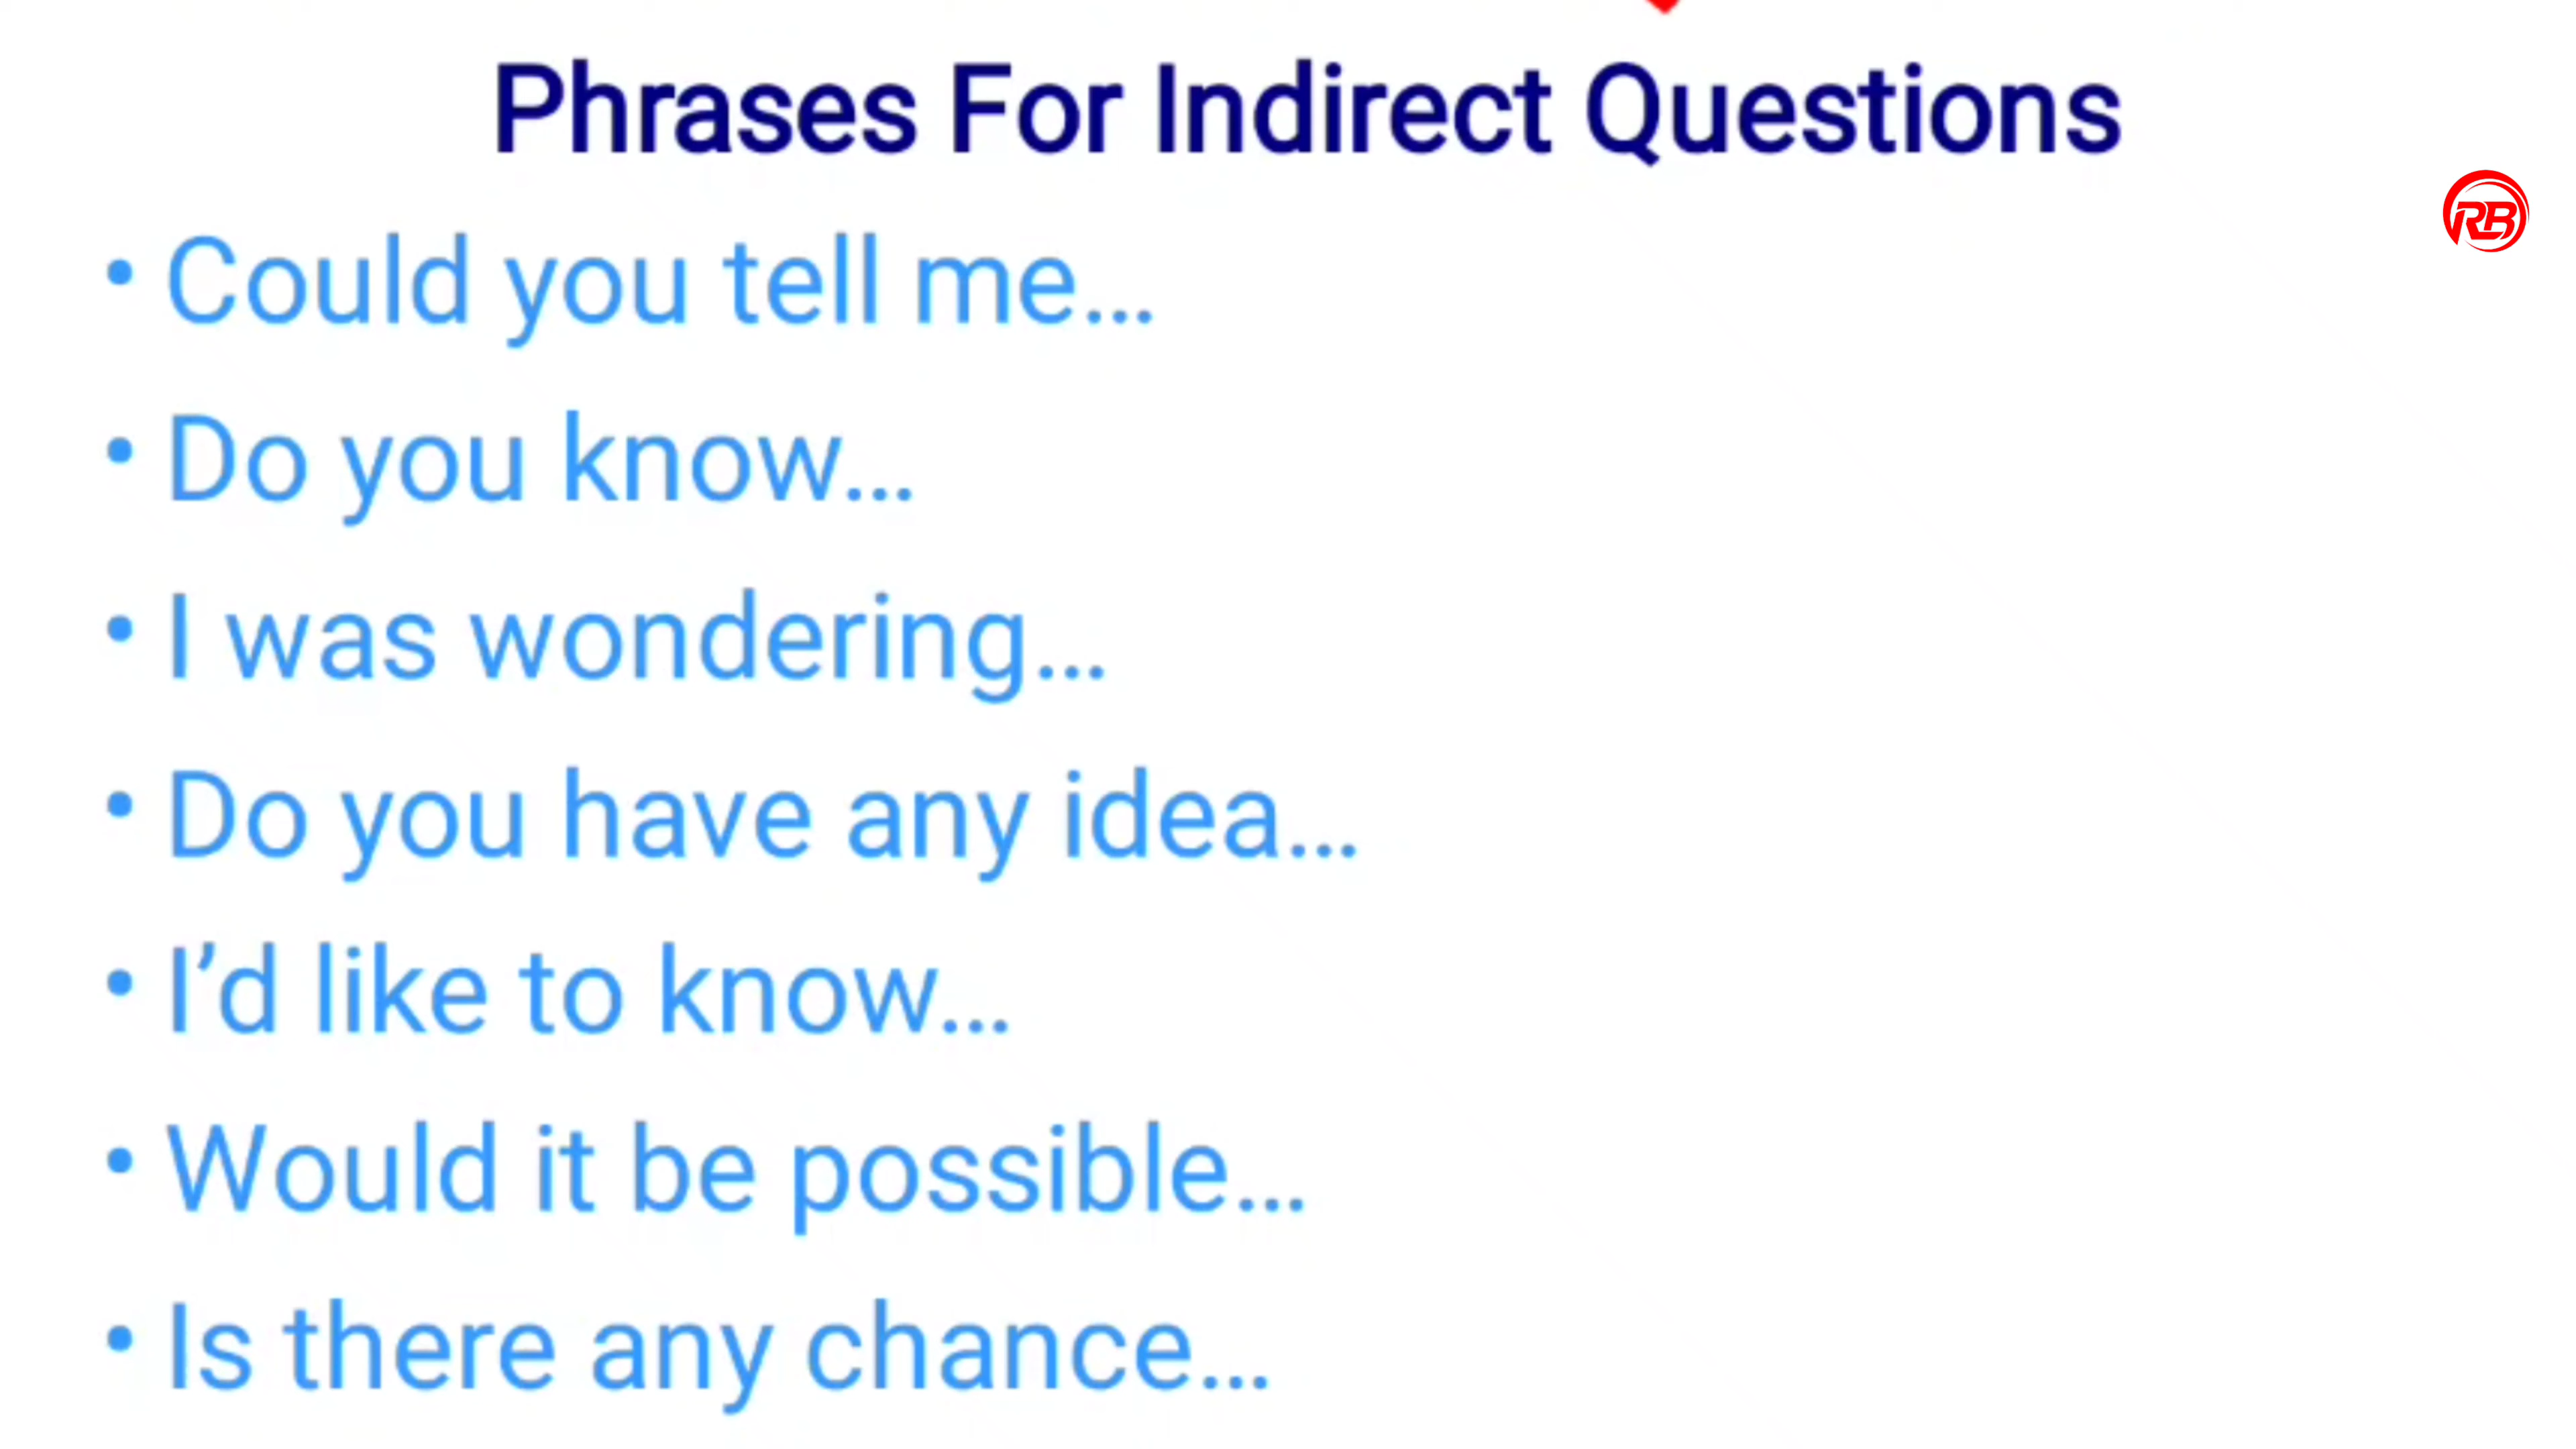 Phrases For Indirect Questions
RB
• Could you tell me...
• Do you know...
• I was wondering...
• Do you have any idea...
• I’d like to know...
• Would it be possible...
• Is there any chance...